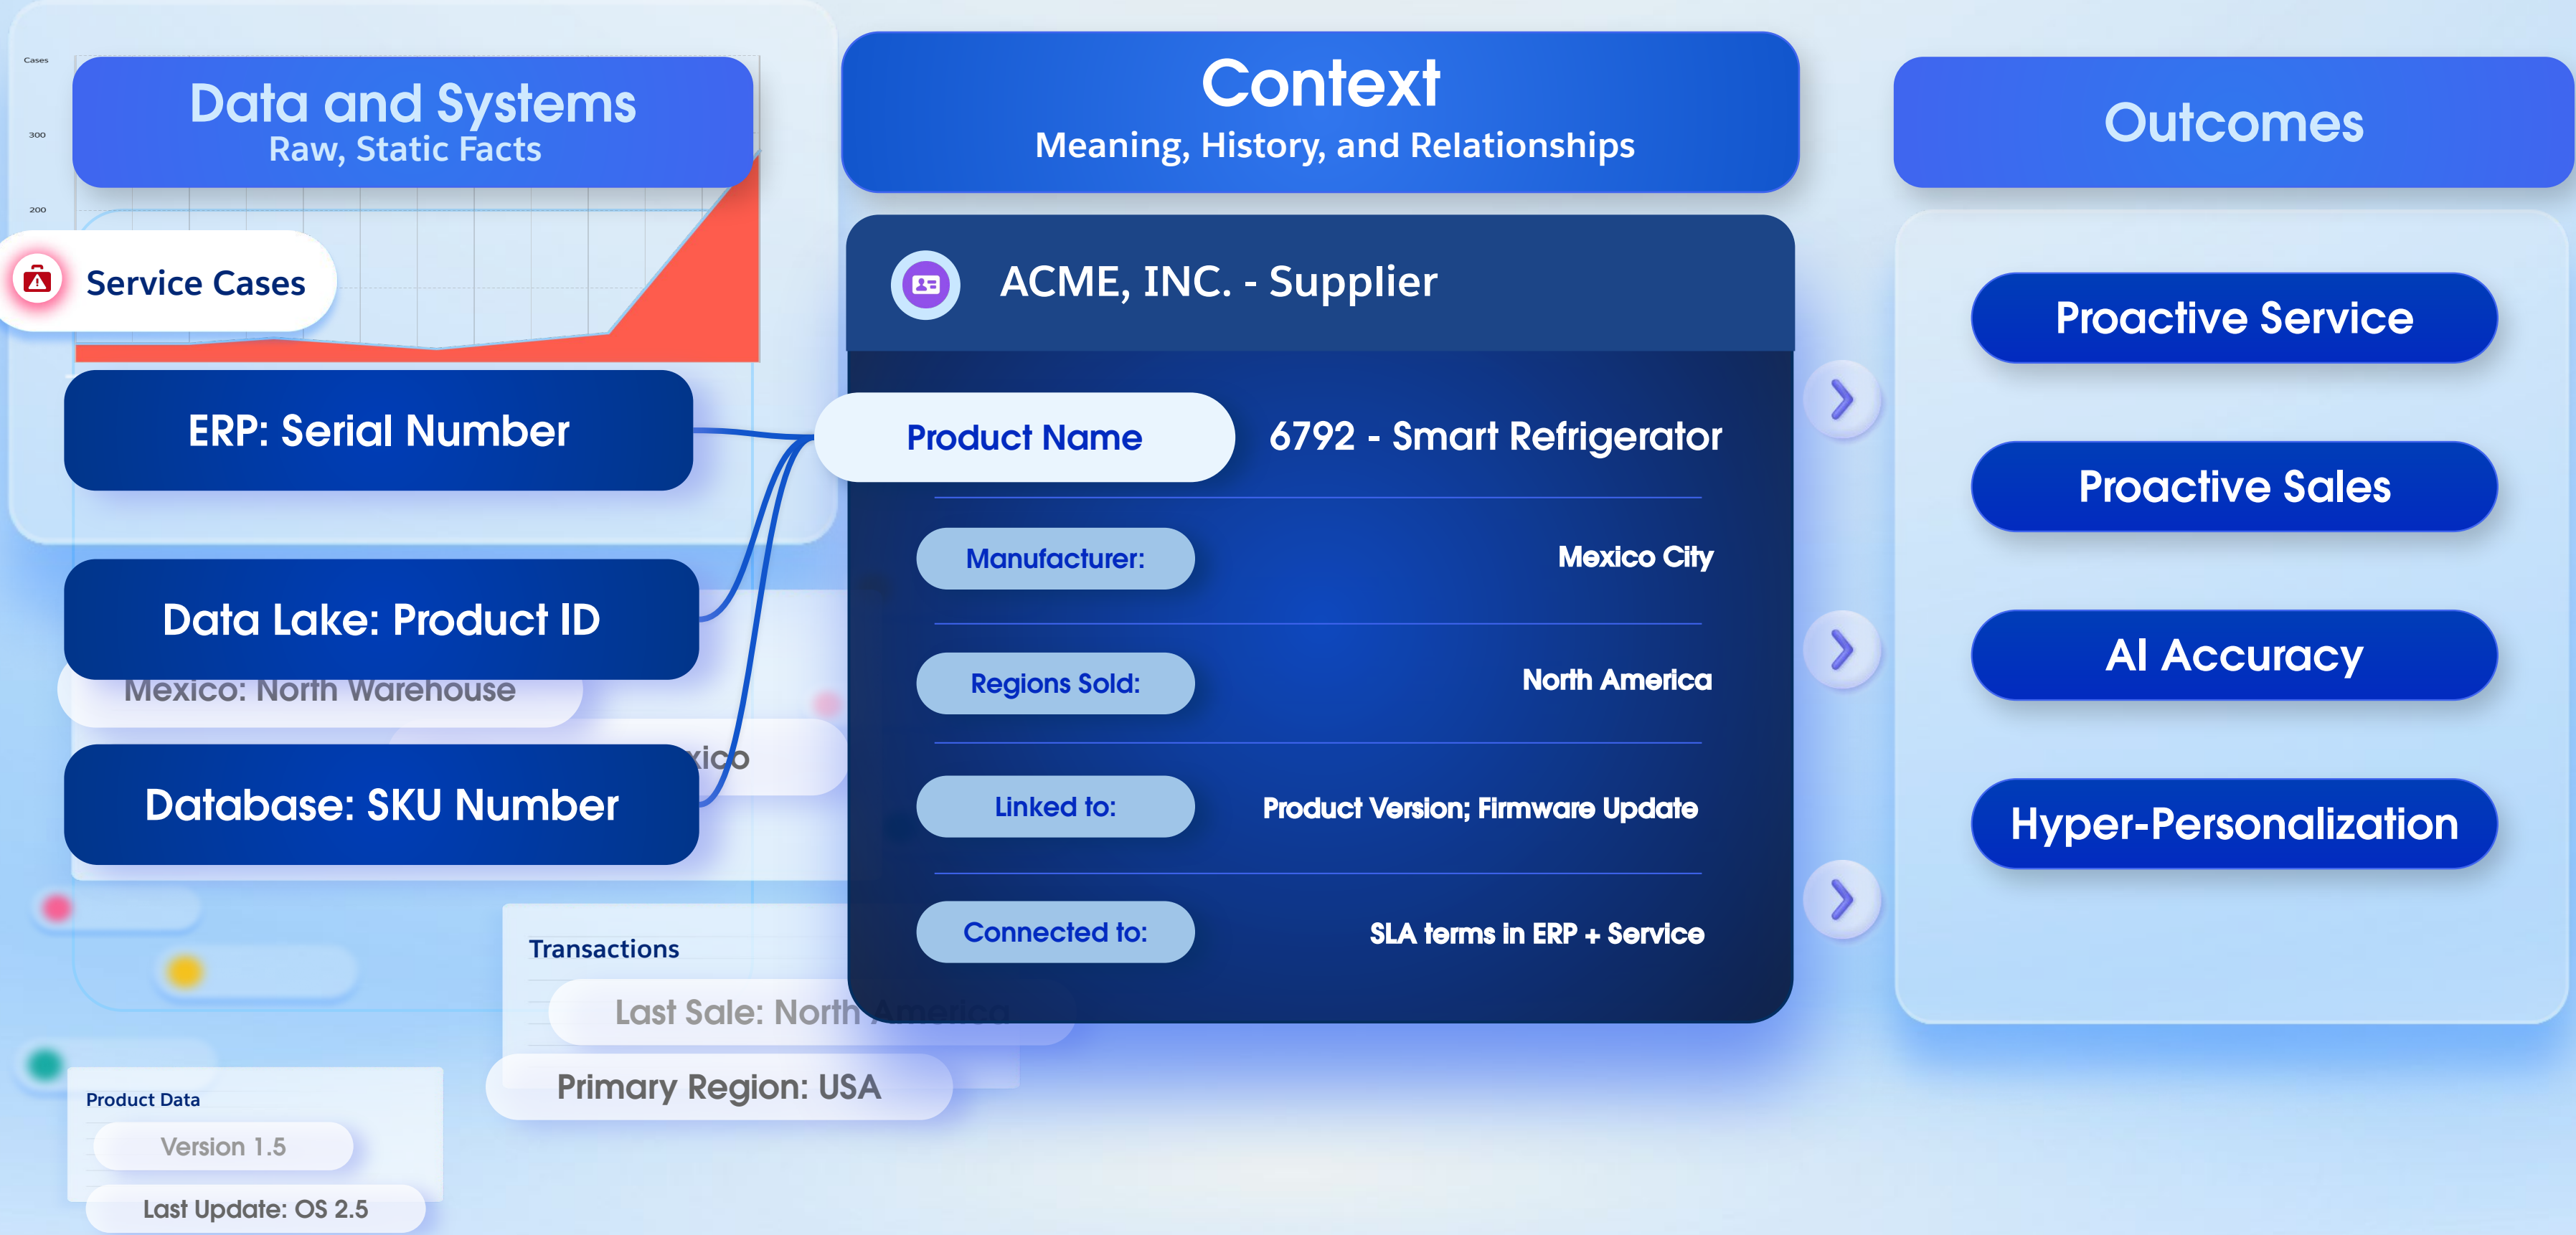 Cases
300
200
Data and Systems
Raw, Static Facts
Service Cases
ERP: Serial Number
Data Lake: Product ID
Mexico: North Warehouse
xico
Database: SKU Number
Transactions
Last Sale: North America
Primary Region: USA
Product Data
Version 1.5
Last Update: OS 2.5
Context
Meaning, History, and Relationships
ACME, INC. - Supplier
Product Name
6792 - Smart Refrigerator
Manufacturer:
Mexico City
Regions Sold:
North America
Linked to:
Product Version; Firmware Update
Connected to:
SLA terms in ERP + Service
Outcomes
Proactive Service
Proactive Sales
AI Accuracy
Hyper-Personalization